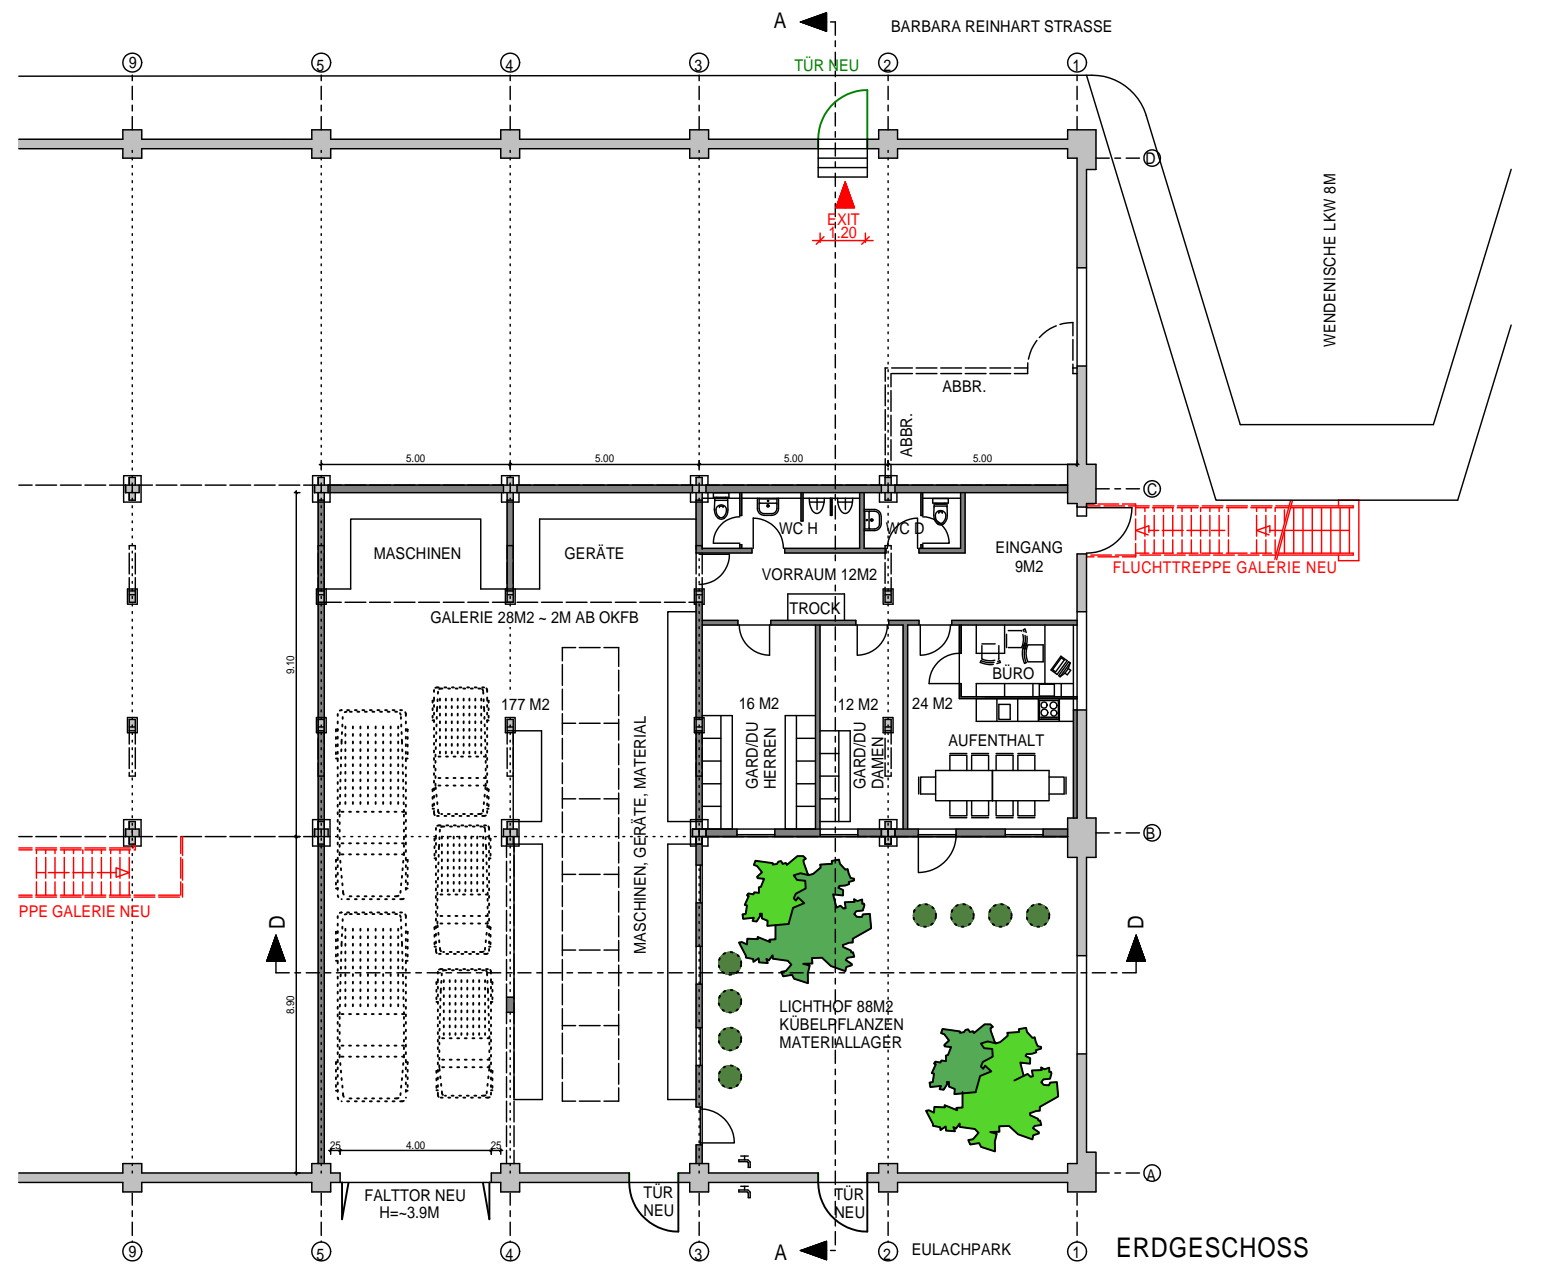 A
BARBARA REINHART STRASSE
9
5
4
3
TÜR NEU
2
1
D
WENDENISCHE LKW 8M
EXIT
1.20
ABBR.
ABBR.
5.00
5.00
5.00
5.00
C
WC H
WC D
MASCHINEN
GERÄTE
EINGANG
9M2
VORRAUM 12M2
FLUCHTTREPPE GALERIE NEU
TROCK
GALERIE 28M2 ~ 2M AB OKFB
9.10
BÜRO
177 M2
16 M2
12 M2
24 M2
GARD/DU
HERREN
GARD/DU
DAMEN
AUFENTHALT
MASCHINEN, GERÄTE, MATERIAL
B
PPE GALERIE NEU
D
D
8.90
LICHTHOF 88M2
KÜBELPFLANZEN
MATERIALLAGER
25
4.00
25
A
FALTTOR NEU
H=~3.9M
TÜR
NEU
TÜR
NEU
9
5
4
3
A
2
EULACHPARK
1
ERDGESCHOSS